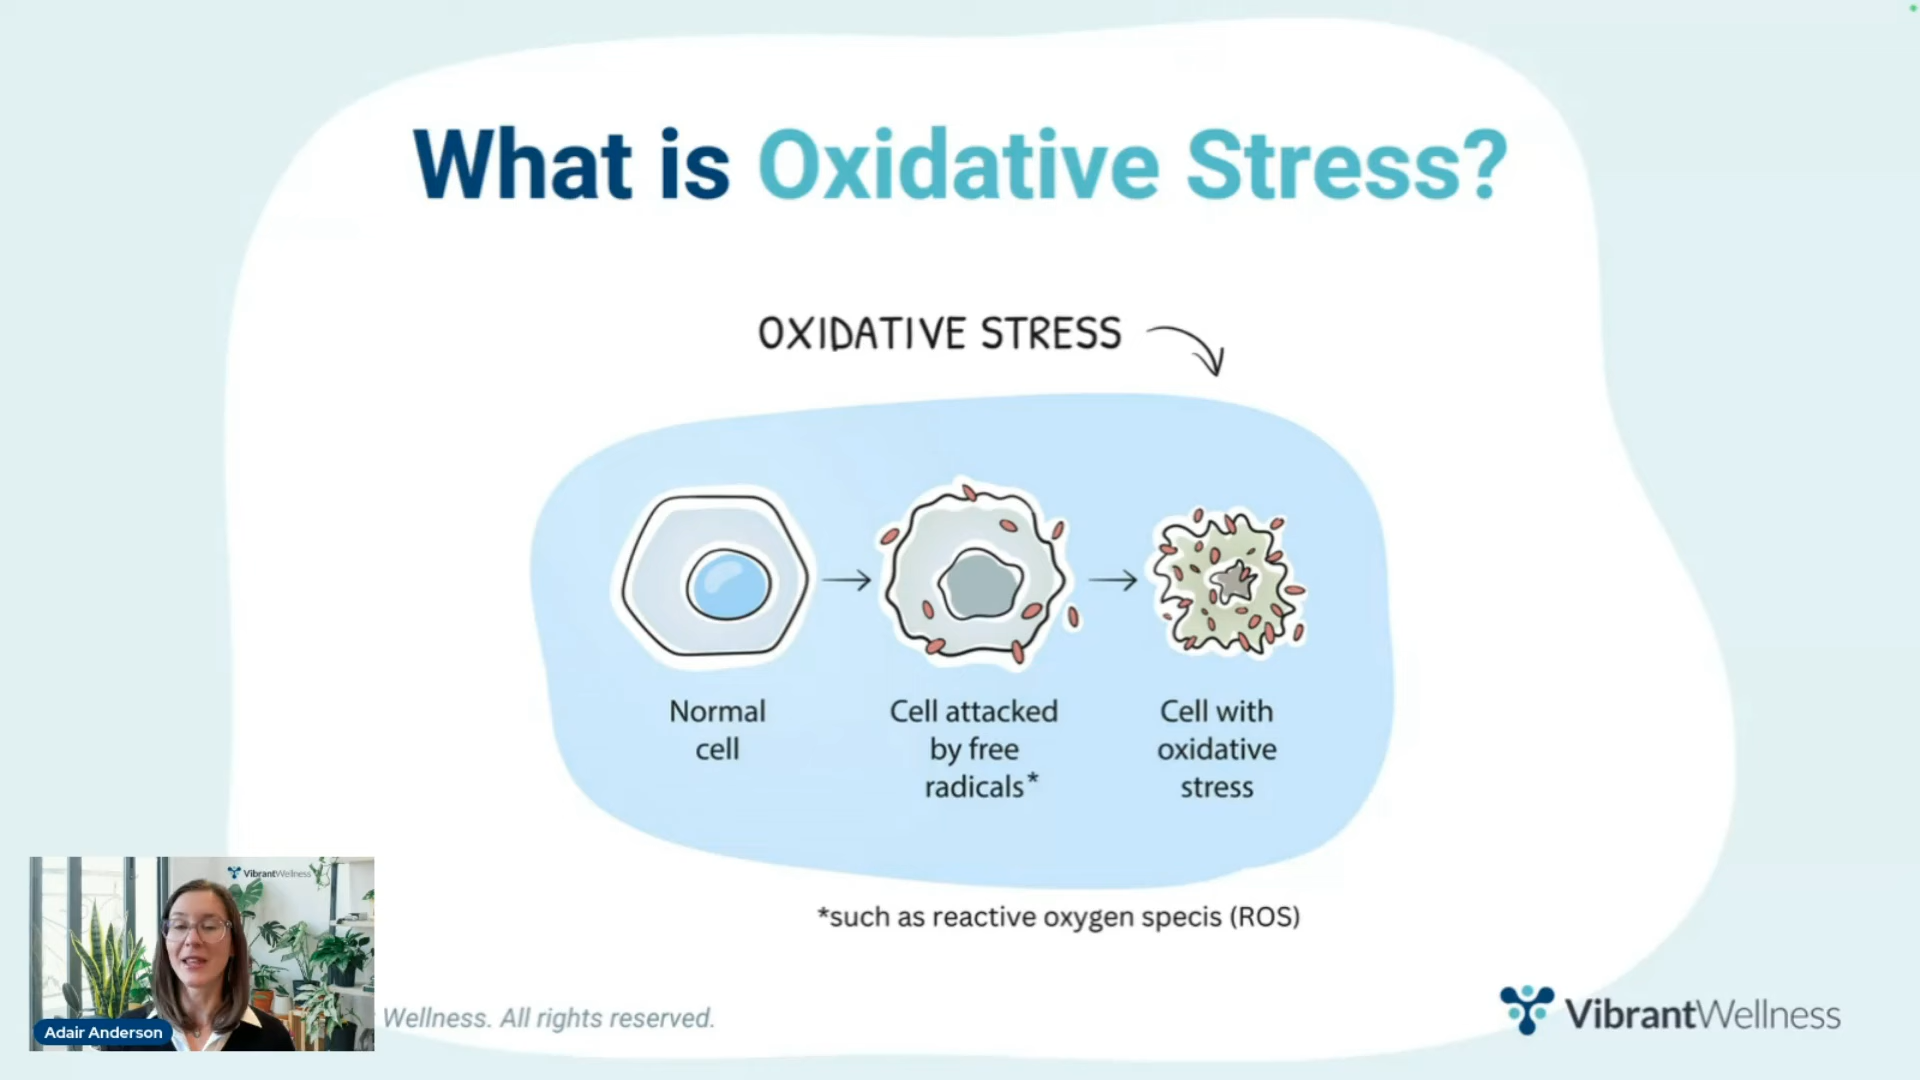 What is Oxidative Stress?
OXIDATIVE STRESS
Normal
cell
Cell attacked
by free
radicals*
Cell with
oxidative
stress
*such as reactive oxygen specis (ROS)
VibrantWellness
Adair Anderson
Wellness. All rights reserved.
VibrantWellness